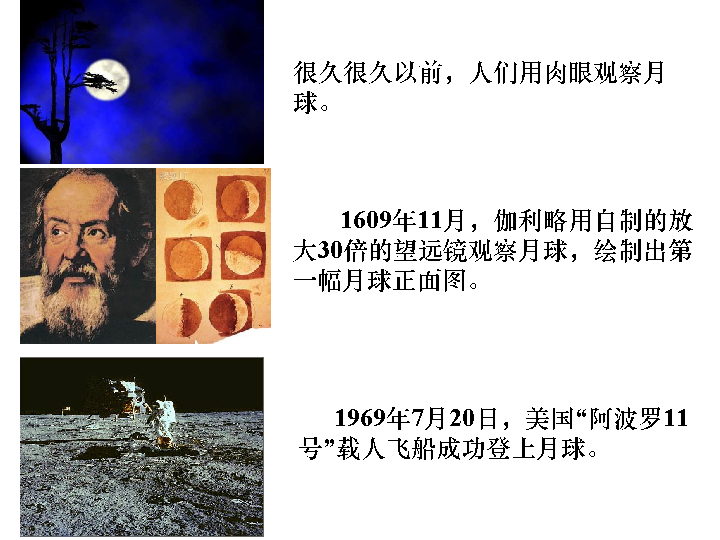 很久很久以前，人们用肉眼观察月
球。
1609年11月，伽利略用自制的放
大30倍的望远镜观察月球，绘制出第
一幅月球正面图。
1969年7月20日，美国“阿波罗11
号”载人飞船成功登上月球。